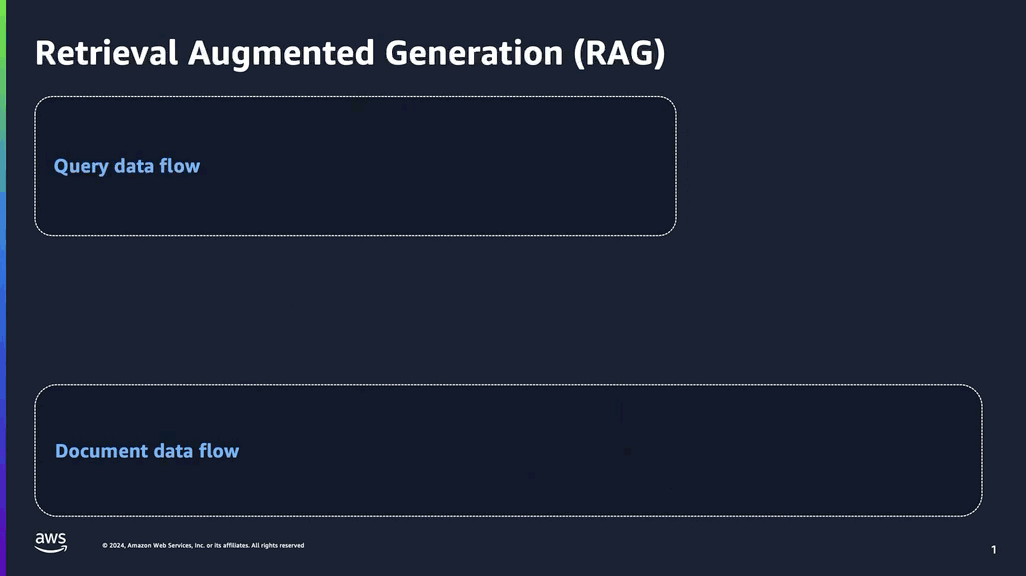 Retrieval Augmented Generation (RAG)
Query data flow
Document data flow
aws
© 2024, Amazon Web Services, Inc. or its affiliates. All rights reserved
1